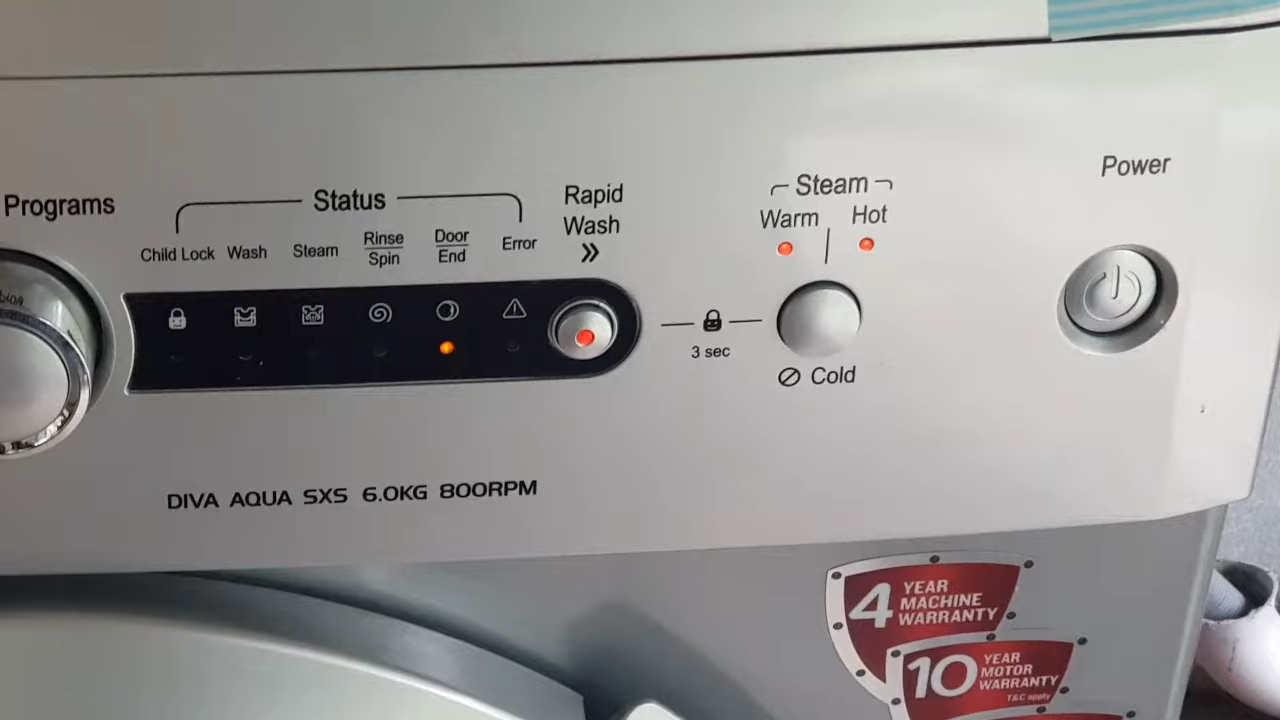 Programs
Status
Child Lock
Wash
Steam
Rinse
Spin
Door
End
Error
Rapid
Wash
Steam
Warm
Hot
3 sec
Cold
Power
DIVA AQUA SXS 6.0KG 800RPM
4 YEAR
MACHINE
WARRANTY
10 YEAR
MOTOR
WARRANTY
T&C apply